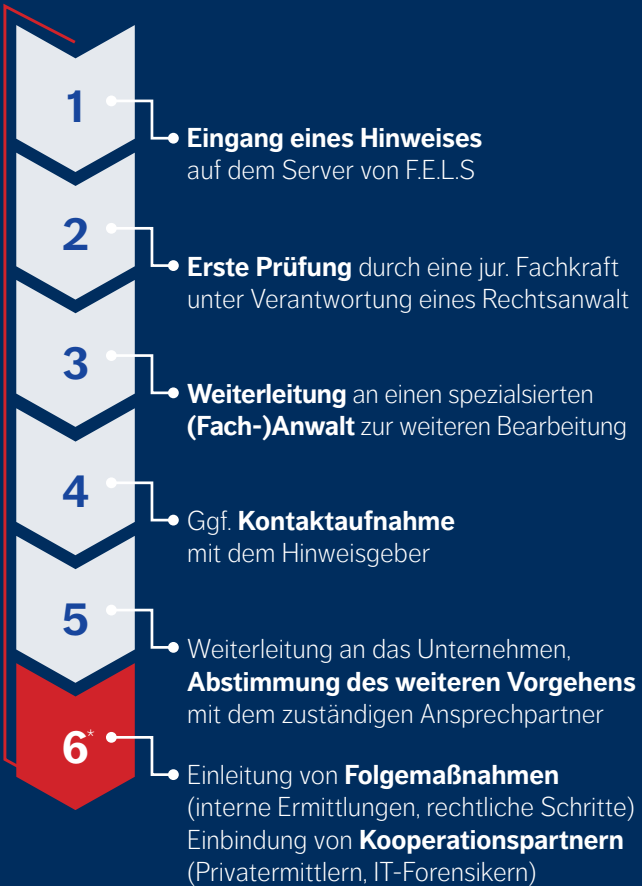 1
Eingang eines Hinweises
auf dem Server von F.E.L.S
2
Erste Prüfung durch eine jur. Fachkraft
unter Verantwortung eines Rechtsanwalt
3
Weiterleitung an einen spezialsierten
(Fach-)Anwalt zur weiteren Bearbeitung
4
Ggf. Kontaktaufnahme
mit dem Hinweisgeber
5
Weiterleitung an das Unternehmen,
Abstimmung des weiteren Vorgehens
mit dem zuständigen Ansprechpartner
6*
Einleitung von Folgemaßnahmen
(interne Ermittlungen, rechtliche Schritte)
Einbindung von Kooperationspartnern
(Privatermittlern, IT-Forensikern)